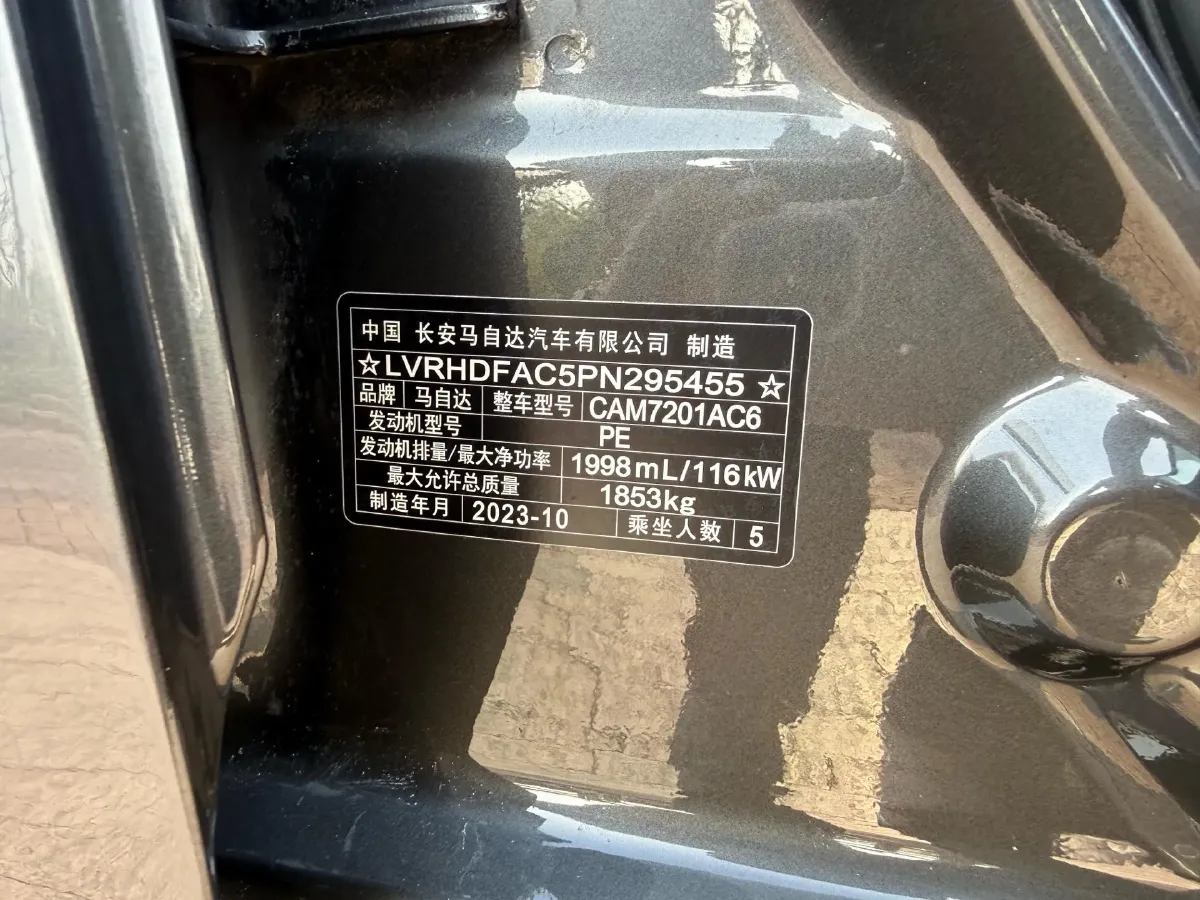 中国 长安马自达汽车有限公司 制造
☆LVRHDFAC5PN295455☆
品牌 马自达 整车型号 CAM7201AC6
发动机型号 PE
发动机排量/最大净功率 1998mL/116kW
最大允许总质量 1853kg
制造年月 2023-10 乘坐人数 5